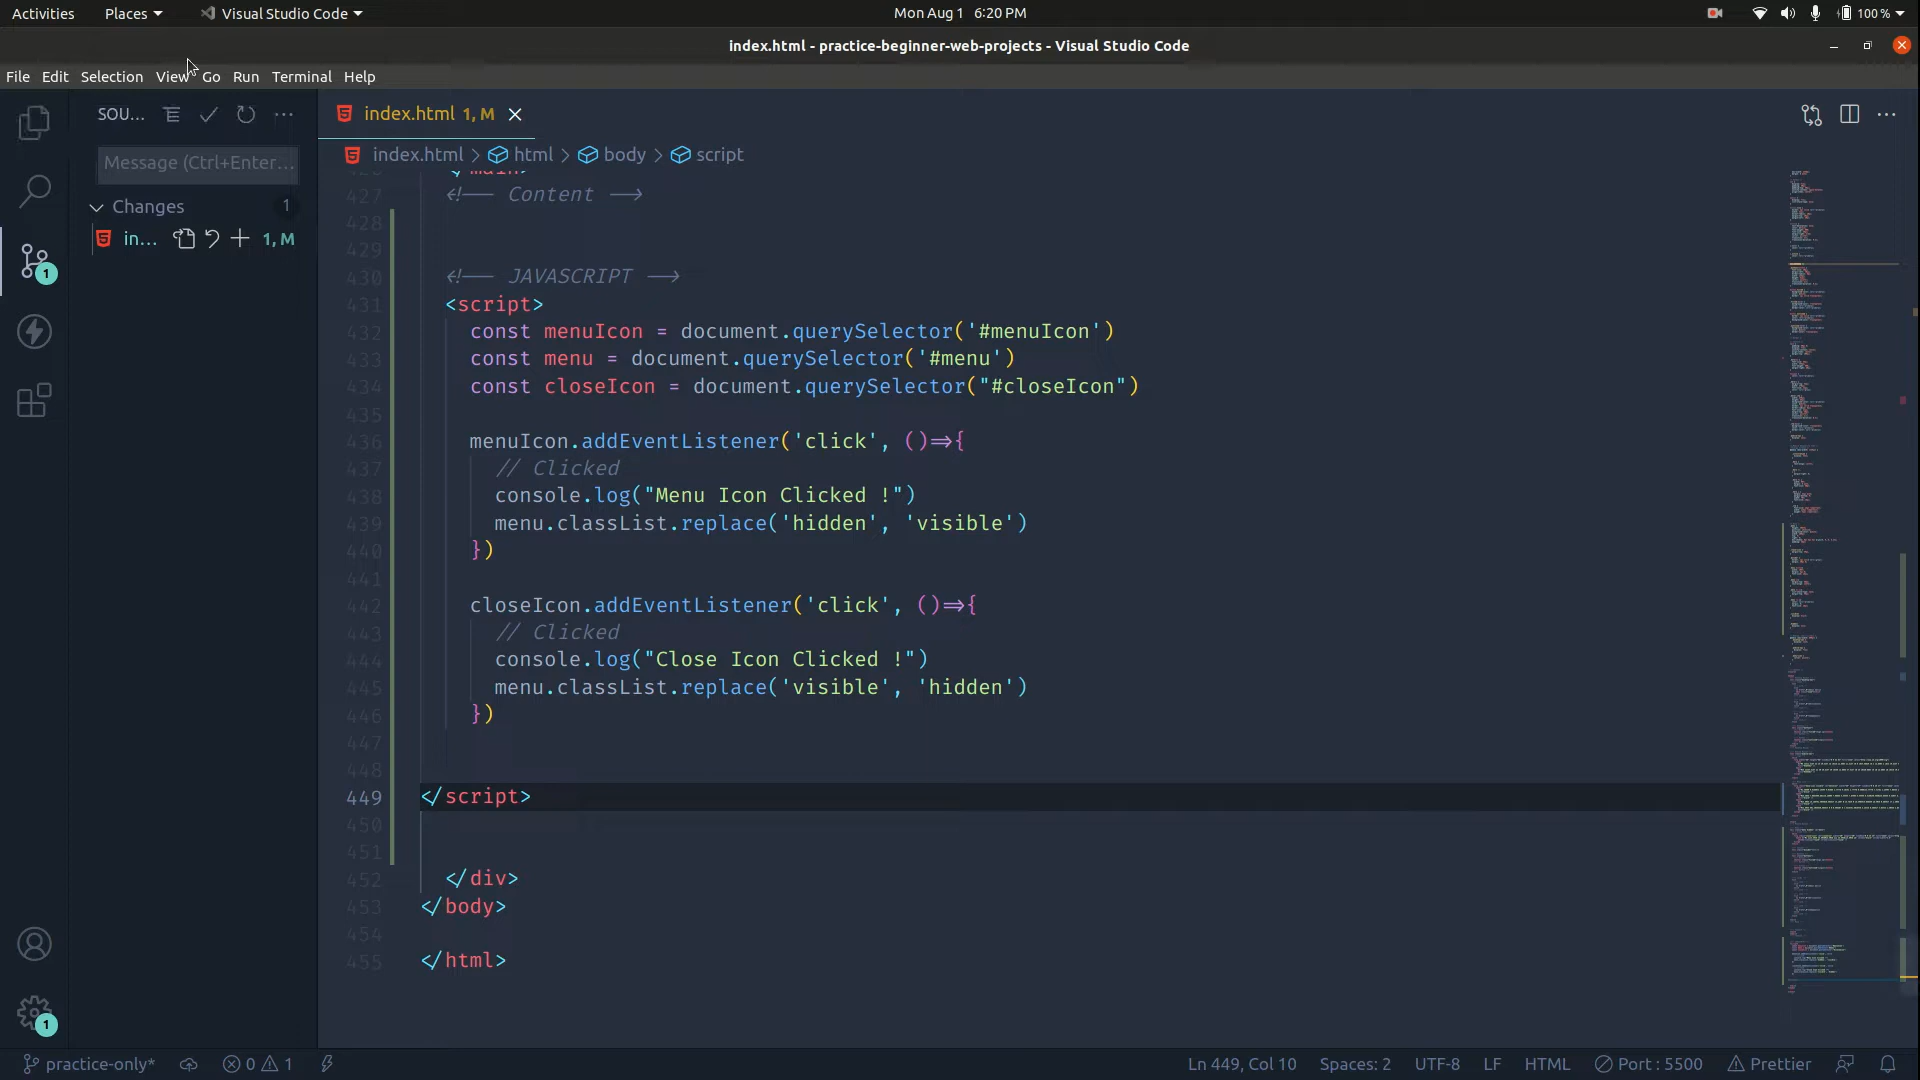 Activities Places Visual Studio Code Mon Aug 1 6:20 PM 100 %
index.html - practice-beginner-web-projects - Visual Studio Code
File Edit Selection View Go Run Terminal Help
SOU... index.html 1, M
index.html > html > body > script
Message (Ctrl+Enter...
Changes 1
in... 1, M
1
427 <!-- Content -->
428
429
430 <!-- JAVASCRIPT -->
431 <script>
432 const menuIcon = document.querySelector('#menuIcon')
433 const menu = document.querySelector('#menu')
434 const closeIcon = document.querySelector("#closeIcon")
435
436 menuIcon.addEventListener('click', ()=>{
437 // Clicked
438 console.log("Menu Icon Clicked !")
439 menu.classList.replace('hidden', 'visible')
440 })
441
442 closeIcon.addEventListener('click', ()=>{
443 // Clicked
444 console.log("Close Icon Clicked !")
445 menu.classList.replace('visible', 'hidden')
446 })
447
448
449 </script>
450
451
452 </div>
453 </body>
454
455 </html>
1
practice-only* 0 1 Ln 449, Col 10 Spaces: 2 UTF-8 LF HTML Port : 5500 Prettier